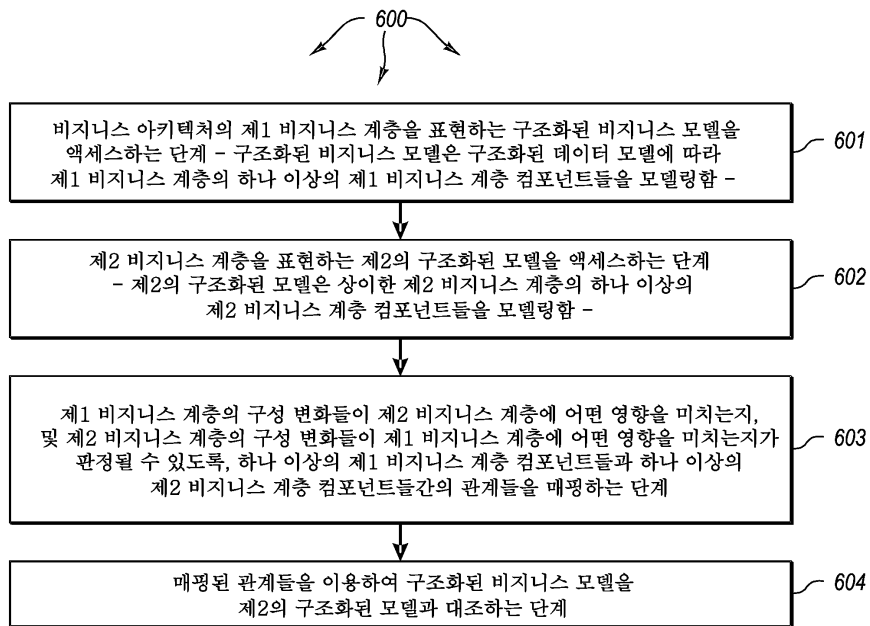 600
비지니스 아키텍처의 제1 비지니스 계층을 표현하는 구조화된 비지니스 모델을
액세스하는 단계 - 구조화된 비지니스 모델은 구조화된 데이터 모델에 따라
제1 비지니스 계층의 하나 이상의 제1 비지니스 계층 컴포넌트들을 모델링함 -
601
제2 비지니스 계층을 표현하는 제2의 구조화된 모델을 액세스하는 단계
- 제2의 구조화된 모델은 상이한 제2 비지니스 계층의 하나 이상의
제2 비지니스 계층 컴포넌트들을 모델링함 -
602
제1 비지니스 계층의 구성 변화들이 제2 비지니스 계층에 어떤 영향을 미치는지,
및 제2 비지니스 계층의 구성 변화들이 제1 비지니스 계층에 어떤 영향을 미치는지가
판정될 수 있도록, 하나 이상의 제1 비지니스 계층 컴포넌트들과 하나 이상의
제2 비지니스 계층 컴포넌트들간의 관계들을 매핑하는 단계
603
매핑된 관계들을 이용하여 구조화된 비지니스 모델을
제2의 구조화된 모델과 대조하는 단계
604